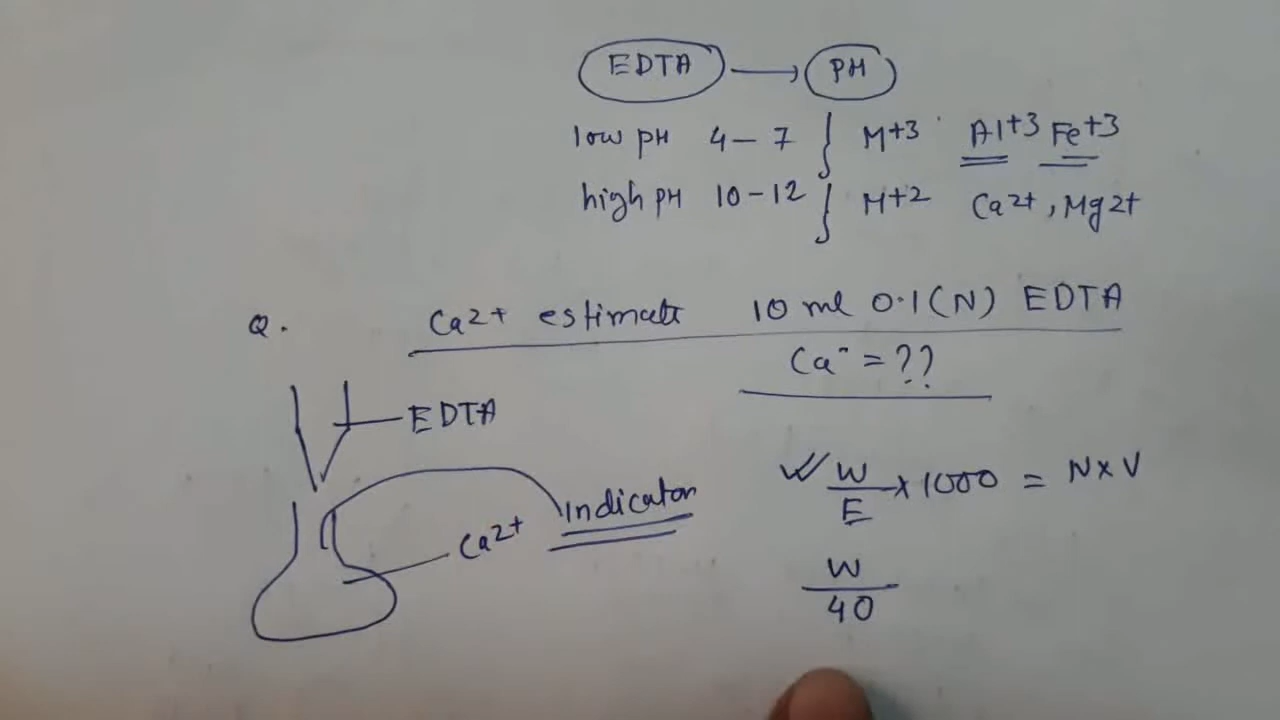 EDTA → PH
low pH 4 – 7 } M+3 Al+3 Fe+3
high pH 10 – 12 } M+2 Ca2+, Mg2+
Q. Ca2+ estimate 10 ml 0.1(N) EDTA
Ca = ??
EDTA
W/E × 1000 = N × V
Indicator
Ca2+
W/40